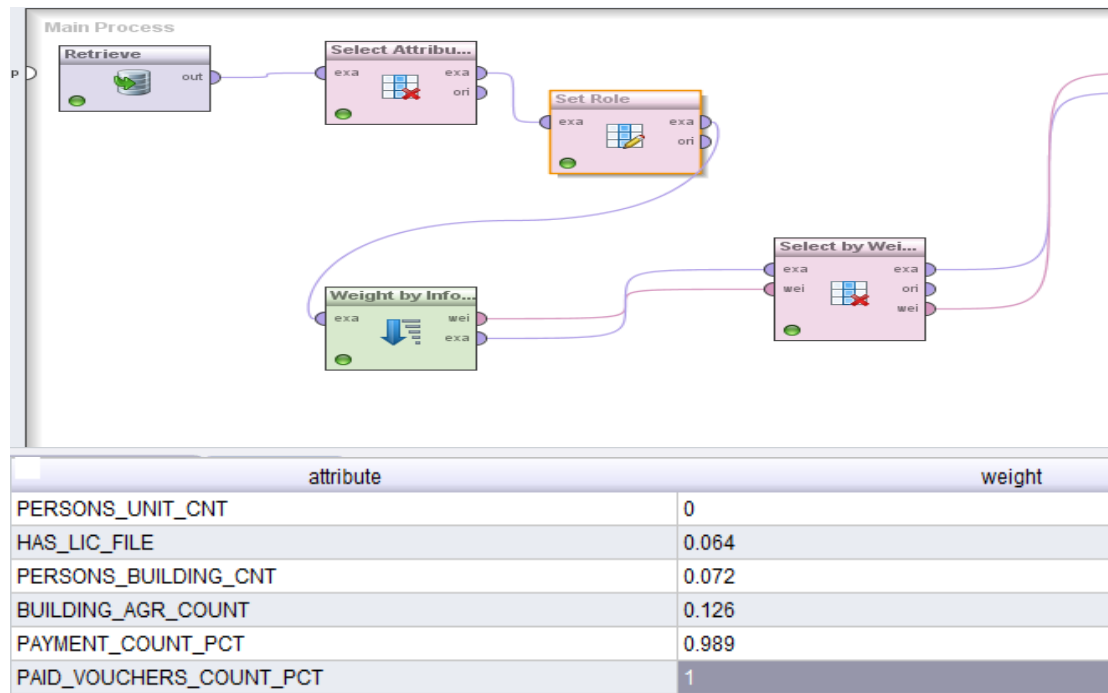 Main Process
Retrieve
out
p
Select Attribu...
exa exa
ori
Set Role
exa exa
ori
Select by Wei...
exa exa
wei ori
wei
Weight by Info...
exa wei
exa
attribute weight
PERSONS_UNIT_CNT 0
HAS_LIC_FILE 0.064
PERSONS_BUILDING_CNT 0.072
BUILDING_AGR_COUNT 0.126
PAYMENT_COUNT_PCT 0.989
PAID_VOUCHERS_COUNT_PCT 1